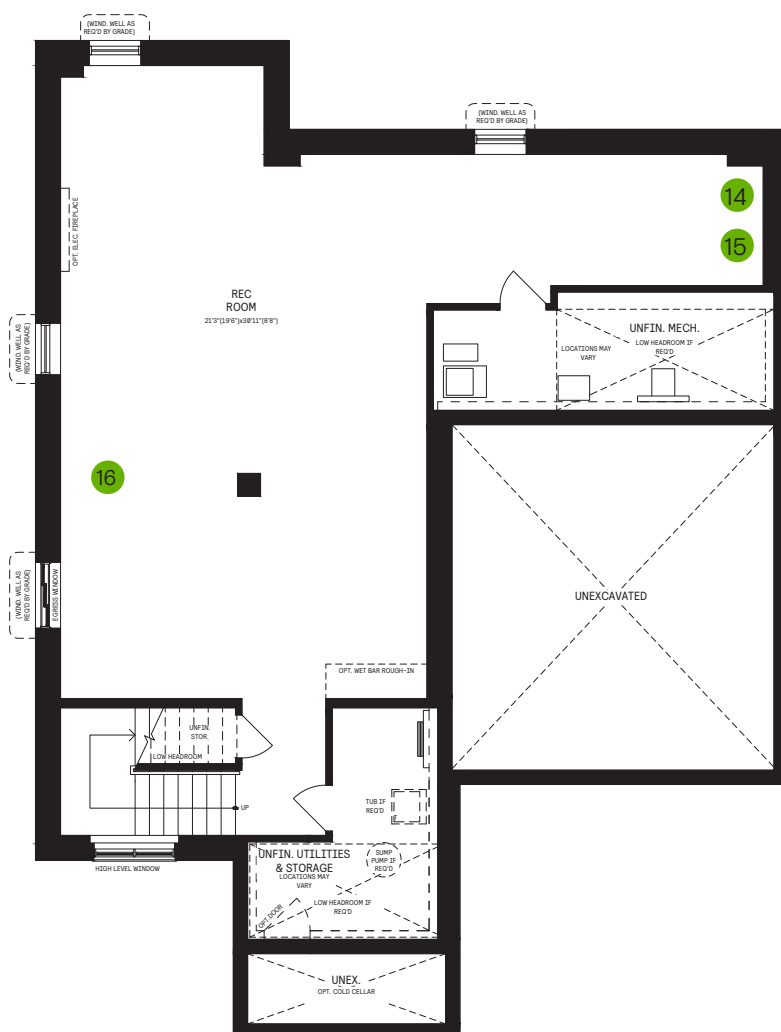 (WIND. WELL AS
REQ'D BY GRADE)
(WIND. WELL AS
REQ'D BY GRADE)
14
15
OPT. ELEC. FIREPLACE
REC
ROOM
21'3"(19'6")x30'11"(8'8")
(WIND. WELL AS
REQ'D BY GRADE)
UNFIN. MECH.
LOCATIONS MAY
VARY
LOW HEADROOM IF
REQ'D
16
(WIND. WELL AS
REQ'D BY GRADE)
EGRESS WINDOW
UNEXCAVATED
OPT. WET BAR ROUGH-IN
UNFIN.
STOR.
LOW HEADROOM
UP
TUB IF
REQ'D
HIGH LEVEL WINDOW
UNFIN. UTILITIES
& STORAGE
LOCATIONS MAY
VARY
SUMP
PUMP IF
REQ'D
LOW HEADROOM IF
REQ'D
OPT.DOOR
UNEX.
OPT. COLD CELLAR